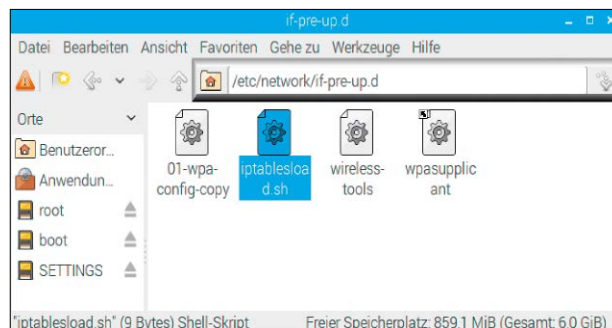 if-pre-up.d
Datei Bearbeiten Ansicht Favoriten Gehe zu Werkzeuge Hilfe
/etc/network/if-pre-up.d
Orte
Benutzeror...
Anwendun...
root
boot
SETTINGS
01-wpa-
config-copy
iptablesloa
d.sh
wireless-
tools
wpasupplic
ant
"iptablesload.sh" (9 Bytes) Shell-Skript Freier Speicherplatz: 859,1 MiB (Gesamt: 6,0 GiB)